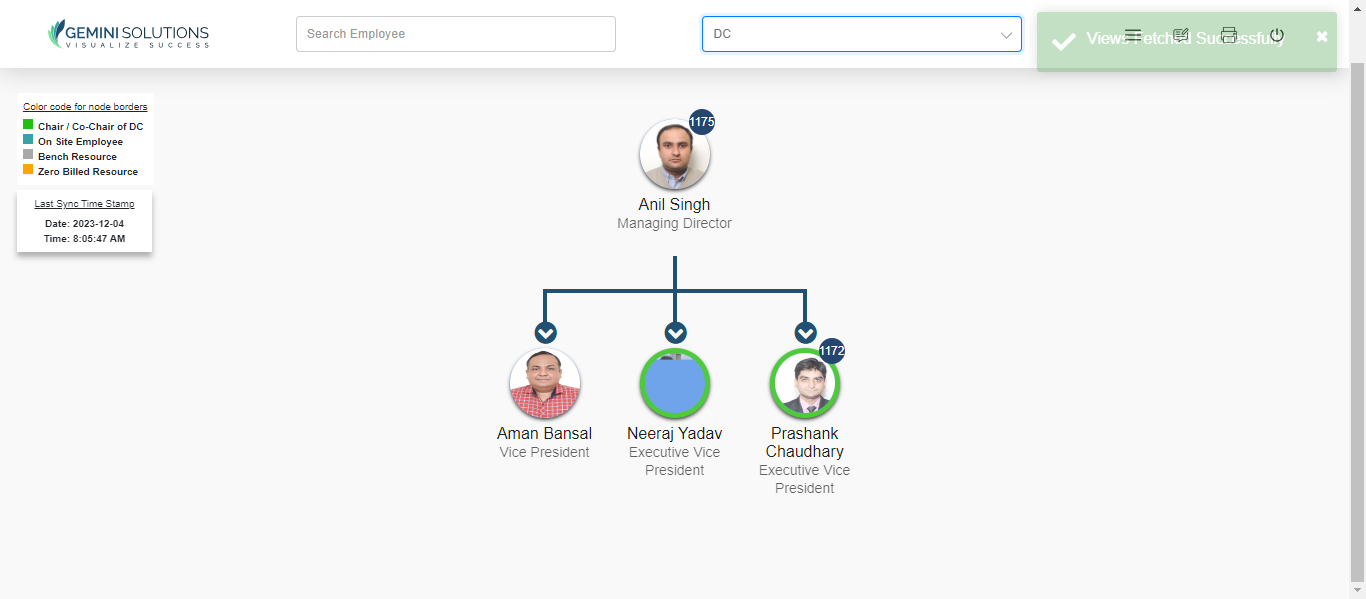 GEMINI SOLUTIONS
VISUALIZE SUCCESS
Search Employee
DC
Views Fetched Successfully
Color code for node borders
Chair / Co-Chair of DC
On Site Employee
Bench Resource
Zero Billed Resource
Last Sync Time Stamp
Date: 2023-12-04
Time: 8:05:47 AM
1175
Anil Singh
Managing Director
1172
Aman Bansal
Vice President
Neeraj Yadav
Executive Vice
President
Prashank
Chaudhary
Executive Vice
President